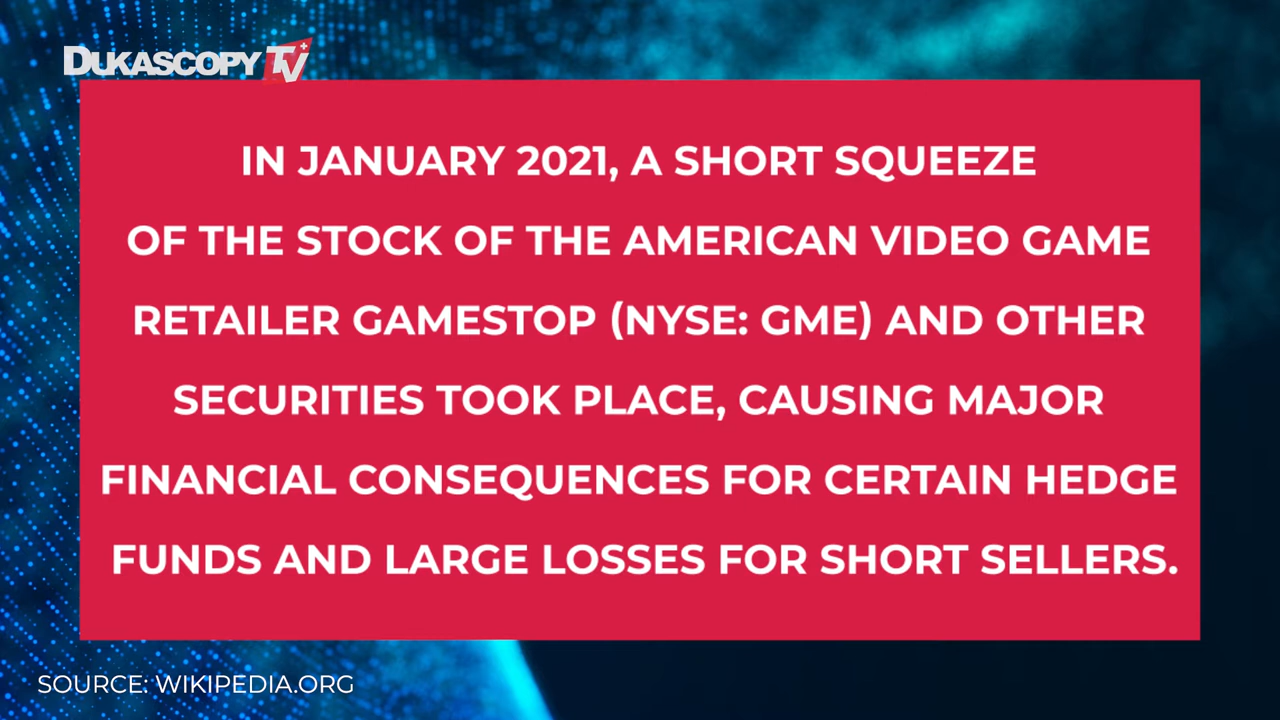 DUKASCOPY TV
IN JANUARY 2021, A SHORT SQUEEZE
OF THE STOCK OF THE AMERICAN VIDEO GAME
RETAILER GAMESTOP (NYSE: GME) AND OTHER
SECURITIES TOOK PLACE, CAUSING MAJOR
FINANCIAL CONSEQUENCES FOR CERTAIN HEDGE
FUNDS AND LARGE LOSSES FOR SHORT SELLERS.
SOURCE: WIKIPEDIA.ORG